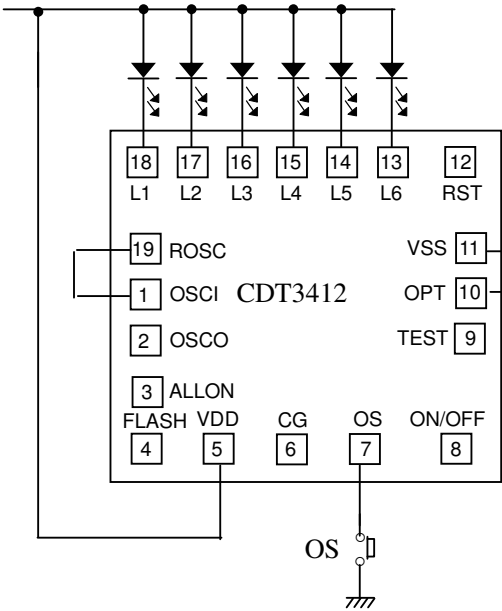 18 17 16 15 14 13 12
L1 L2 L3 L4 L5 L6 RST
19 ROSC VSS 11
1 OSCI CDT3412 OPT 10
2 OSCO TEST 9
3 ALLON
FLASH VDD CG OS ON/OFF
4 5 6 7 8
OS